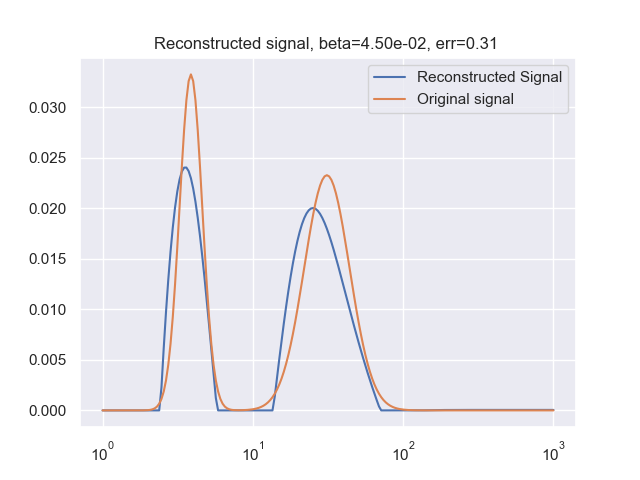 Reconstructed signal, beta=4.50e-02, err=0.31
Reconstructed Signal
Original signal
0.030
0.025
0.020
0.015
0.010
0.005
0.000
10^0 10^1 10^2 10^3